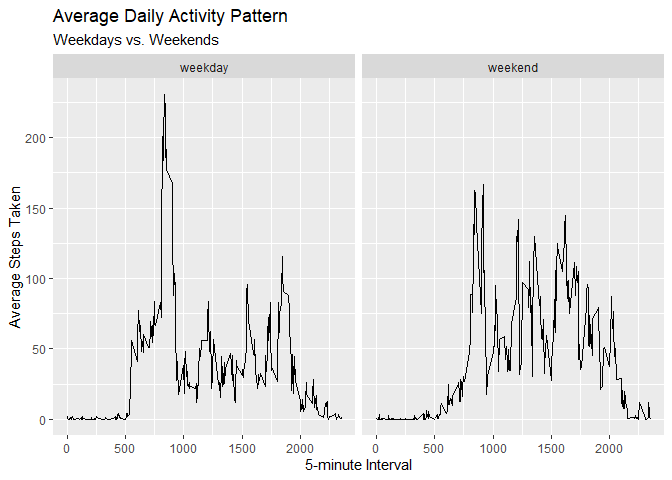 Average Daily Activity Pattern
Weekdays vs. Weekends
weekday weekend
Average Steps Taken
200
150
100
50
0
0 500 1000 1500 2000 0 500 1000 1500 2000
5-minute Interval